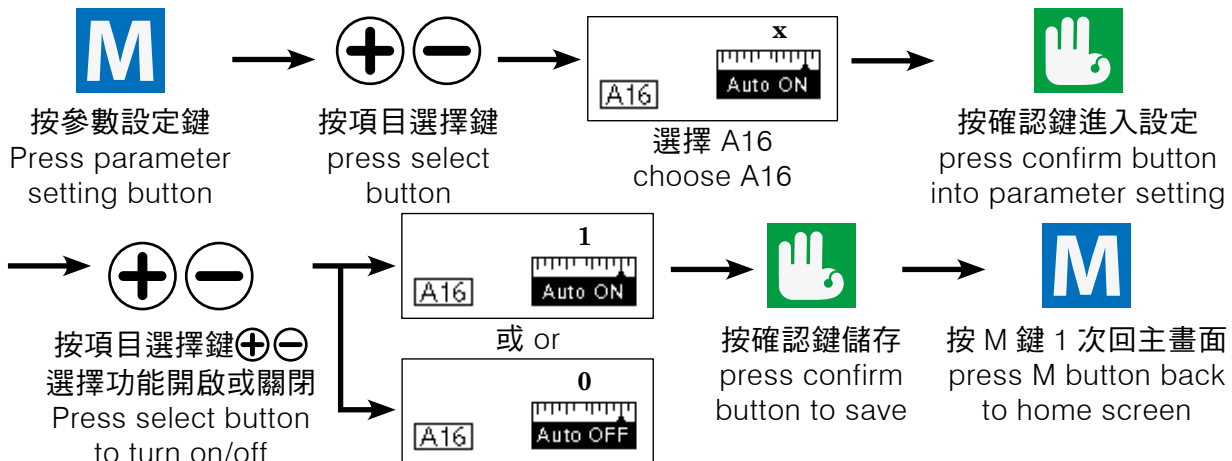 M
x
Auto ON
A16
按參數設定鍵
Press parameter
setting button
按項目選擇鍵
press select
button
選擇 A16
choose A16
按確認鍵進入設定
press confirm button
into parameter setting
按項目選擇鍵⊕⊖
選擇功能開啟或關閉
Press select button
to turn on/off
1
Auto ON
A16
或 or
0
Auto OFF
A16
按確認鍵儲存
press confirm
button to save
M
按 M 鍵 1 次回主畫面
press M button back
to home screen